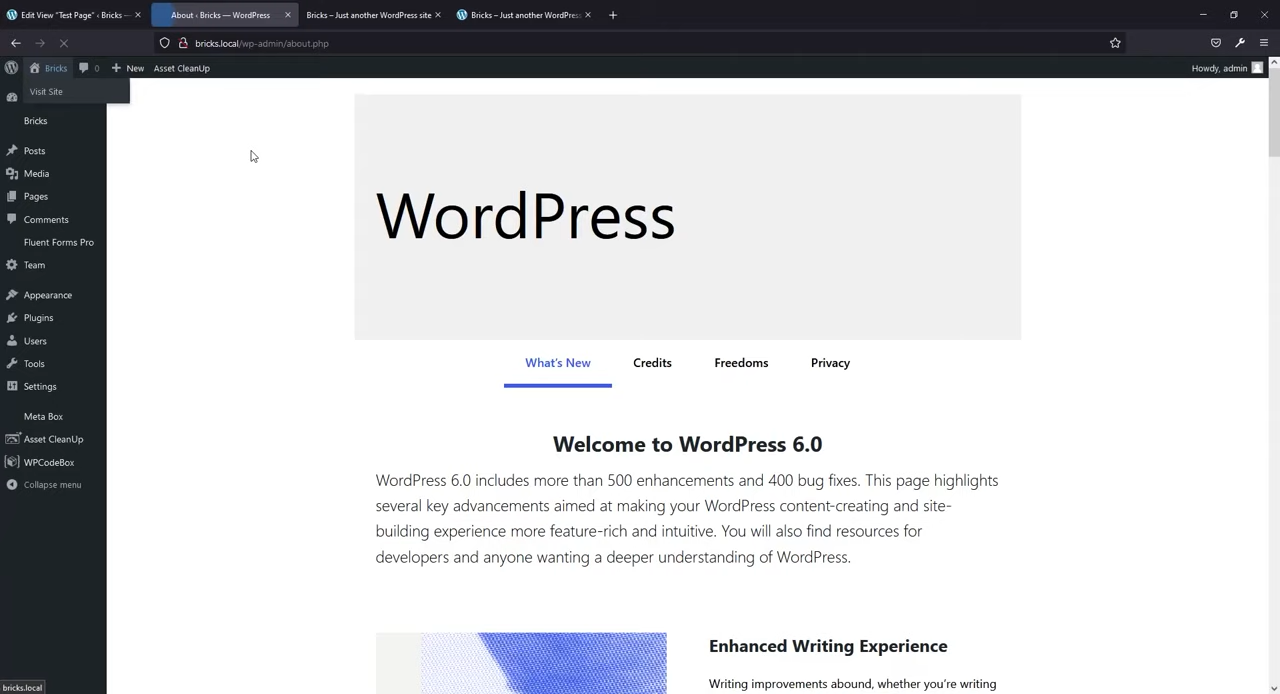 Edit View "Test Page" ‹ Bricks —
About ‹ Bricks — WordPress
Bricks – Just another WordPress site
Bricks – Just another WordPress
bricks.local/wp-admin/about.php
Bricks
0
New
Asset CleanUp
Howdy, admin
Visit Site
Bricks
Posts
Media
Pages
Comments
Fluent Forms Pro
Team
Appearance
Plugins
Users
Tools
Settings
Meta Box
Asset CleanUp
WPCodeBox
Collapse menu
WordPress
What's New
Credits
Freedoms
Privacy
Welcome to WordPress 6.0
WordPress 6.0 includes more than 500 enhancements and 400 bug fixes. This page highlights
several key advancements aimed at making your WordPress content-creating and site-
building experience more feature-rich and intuitive. You will also find resources for
developers and anyone wanting a deeper understanding of WordPress.
Enhanced Writing Experience
Writing improvements abound, whether you're writing
bricks.local